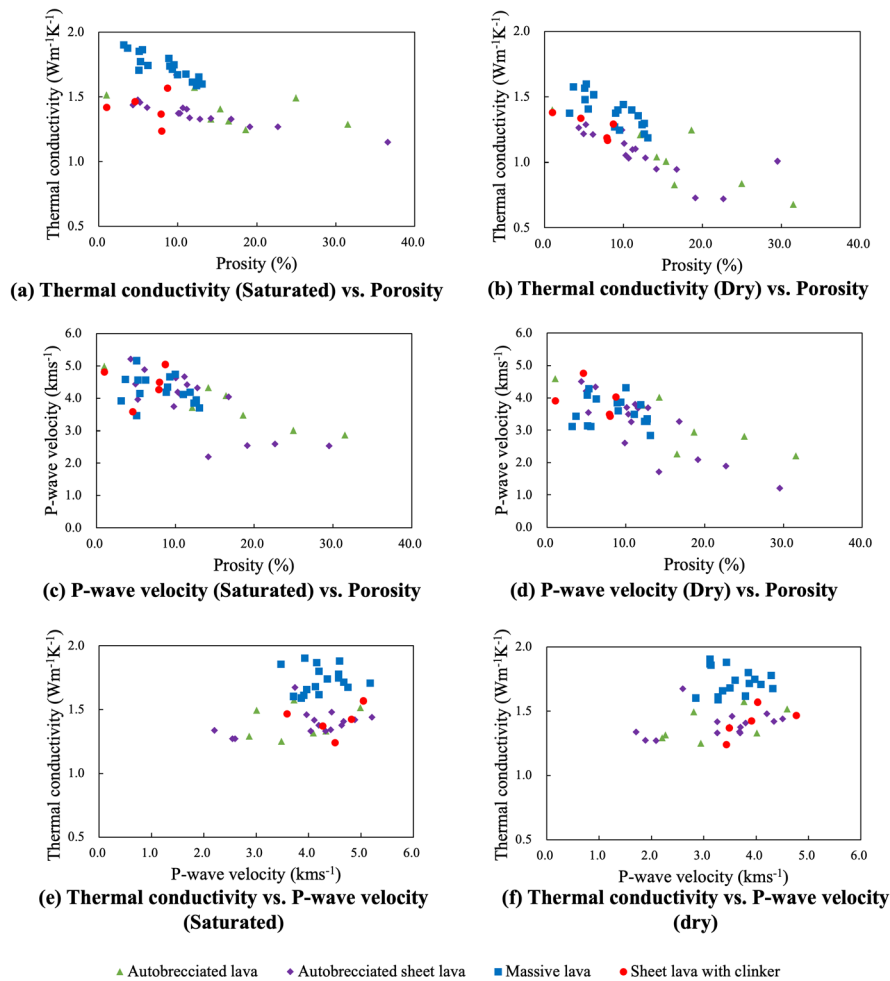 Thermal conductivity (Wm-1K-1)
2.0
1.5
1.0
0.5
0.0
10.0
20.0
30.0
40.0
Prosity (%)
(a) Thermal conductivity (Saturated) vs. Porosity
Thermal conductivity (Wm-1K-1)
2.0
1.5
1.0
0.5
0.0
10.0
20.0
30.0
40.0
Prosity (%)
(b) Thermal conductivity (Dry) vs. Porosity
P-wave velocity (kms-1)
6.0
5.0
4.0
3.0
2.0
1.0
0.0
0.0
10.0
20.0
30.0
40.0
Prosity (%)
(c) P-wave velocity (Saturated) vs. Porosity
P-wave velocity (kms-1)
6.0
5.0
4.0
3.0
2.0
1.0
0.0
0.0
10.0
20.0
30.0
40.0
Prosity (%)
(d) P-wave velocity (Dry) vs. Porosity
Thermal conductivity (Wm-1K-1)
2.0
1.5
1.0
0.5
0.0
1.0
2.0
3.0
4.0
5.0
6.0
P-wave velocity (kms-1)
(e) Thermal conductivity vs. P-wave velocity
(Saturated)
Thermal conductivity (Wm-1K-1)
2.0
1.5
1.0
0.5
0.0
1.0
2.0
3.0
4.0
5.0
6.0
P-wave velocity (kms-1)
(f) Thermal conductivity vs. P-wave velocity
(dry)
Autobrecciated lava
Autobrecciated sheet lava
Massive lava
Sheet lava with clinker